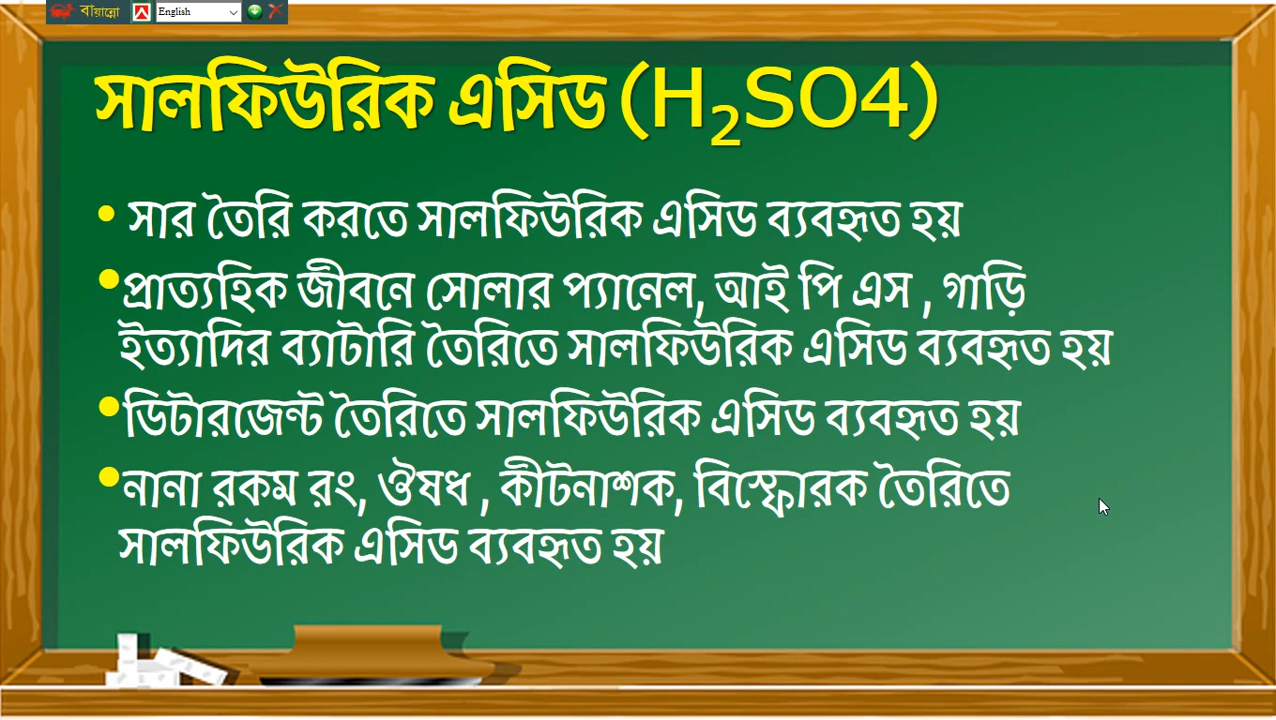 বায়ান্নো English
সালফিউরিক এসিড (H₂SO4)
• সার তৈরি করতে সালফিউরিক এসিড ব্যবহৃত হয়
•প্রাত্যহিক জীবনে সোলার প্যানেল, আই পি এস , গাড়ি
ইত্যাদির ব্যাটারি তৈরিতে সালফিউরিক এসিড ব্যবহৃত হয়
•ডিটারজেন্ট তৈরিতে সালফিউরিক এসিড ব্যবহৃত হয়
•নানা রকম রং, ঔষধ , কীটনাশক, বিস্ফোরক তৈরিতে
সালফিউরিক এসিড ব্যবহৃত হয়